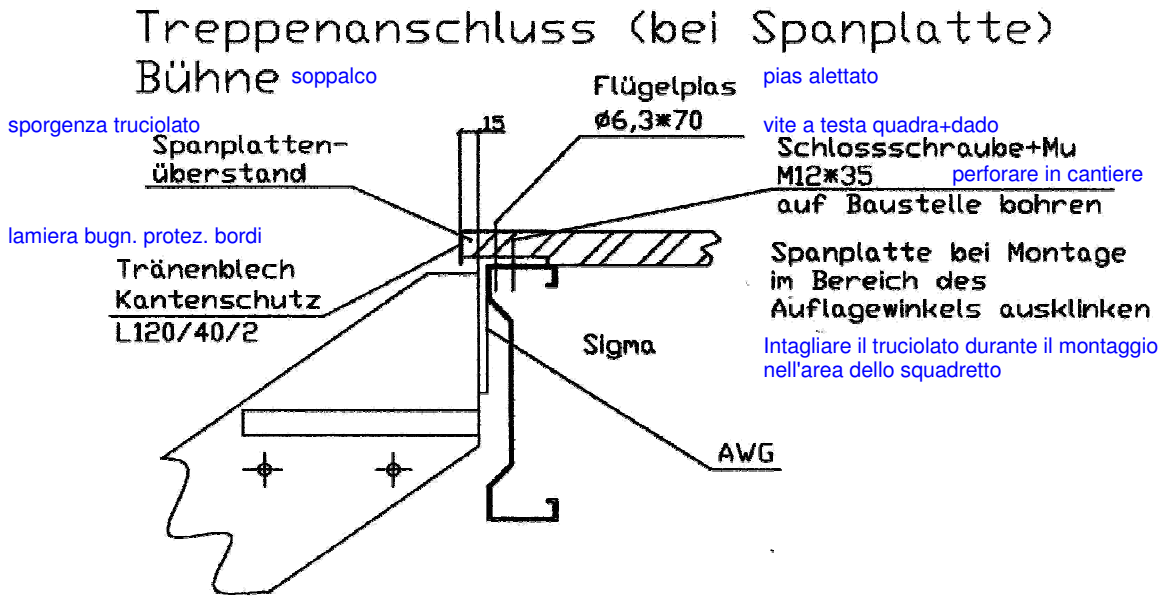 Treppenanschluss (bei Spanplatte)
Bühne soppalco
sporgenza truciolato
Spanplatten-
überstand
15
Flügelpias
ø6,3*70
pias alettato
vite a testa quadra+dado
Schlossschraube+Mu
M12*35 perforare in cantiere
auf Baustelle bohren
lamiera bugn. protez. bordi
Tränenblech
Kantenschutz
L120/40/2
Spanplatte bei Montage
im Bereich des
Auflagewinkels ausklinken
Intagliare il truciolato durante il montaggio
nell'area dello squadretto
Sigma
AWG